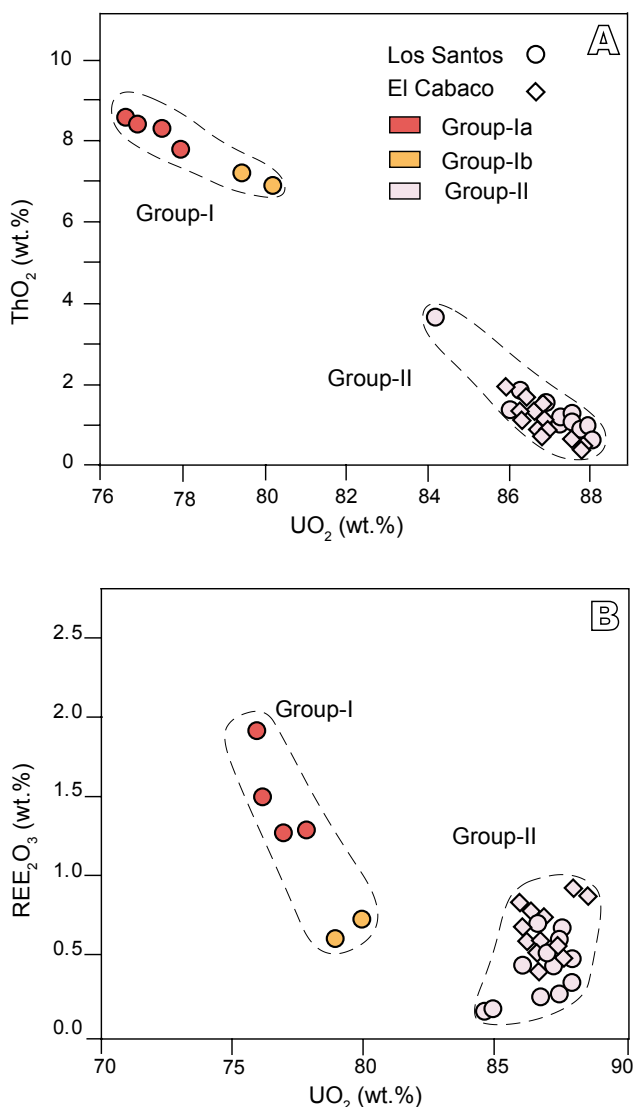 A
10
8
6
4
2
0
ThO2 (wt.%)
Los Santos
El Cabaco
Group-Ia
Group-Ib
Group-II
Group-I
Group-II
76 78 80 82 84 86 88
UO2 (wt.%)
B
2.5
2.0
1.5
1.0
0.5
0.0
REE2O3 (wt.%)
Group-I
Group-II
70 75 80 85 90
UO2 (wt.%)